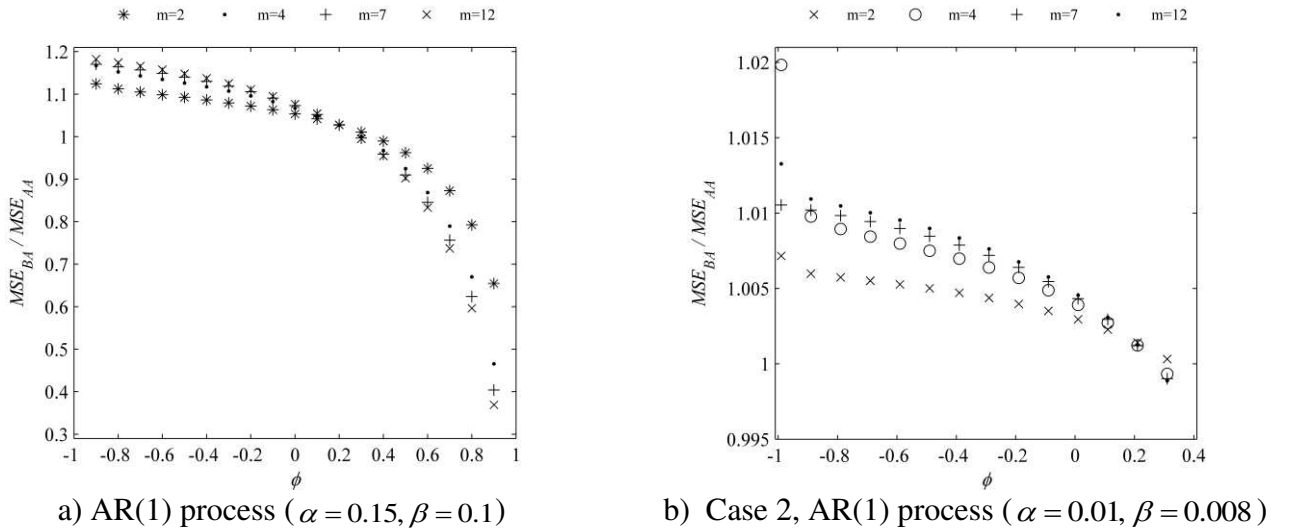 m=2 m=4 m=7 m=12
1.2
1.1
1
0.9
0.8
0.7
0.6
0.5
0.4
0.3
MSE_BA / MSE_AA
-1 -0.8 -0.6 -0.4 -0.2 0 0.2 0.4 0.6 0.8 1
ϕ
a) AR(1) process ( α = 0.15, β = 0.1 )
m=2 m=4 m=7 m=12
1.02
1.015
1.01
1.005
1
0.995
MSE_BA / MSE_AA
-1 -0.8 -0.6 -0.4 -0.2 0 0.2 0.4
ϕ
b) Case 2, AR(1) process ( α = 0.01, β = 0.008 )